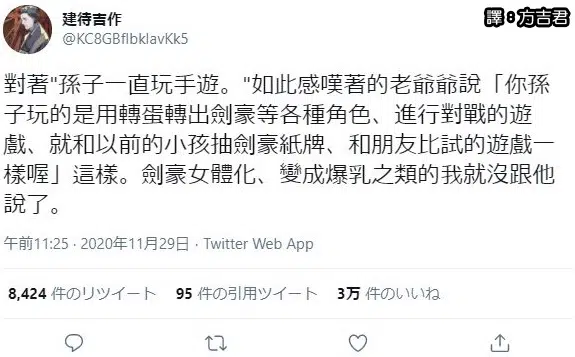 譯：方吉君
建待吉作
@KC8GBflbklavKk5
對著"孫子一直玩手遊。"如此感嘆著的老爺爺說「你孫
子玩的是用轉蛋轉出劍豪等各種角色、進行對戰的遊
戲、就和以前的小孩抽劍豪紙牌、和朋友比試的遊戲一
樣喔」這樣。劍豪女體化、變成爆乳之類的我就沒跟他
說了。
午前11:25 · 2020年11月29日 · Twitter Web App
8,424 件のリツイート 95 件の引用ツイート 3万 件のいいね